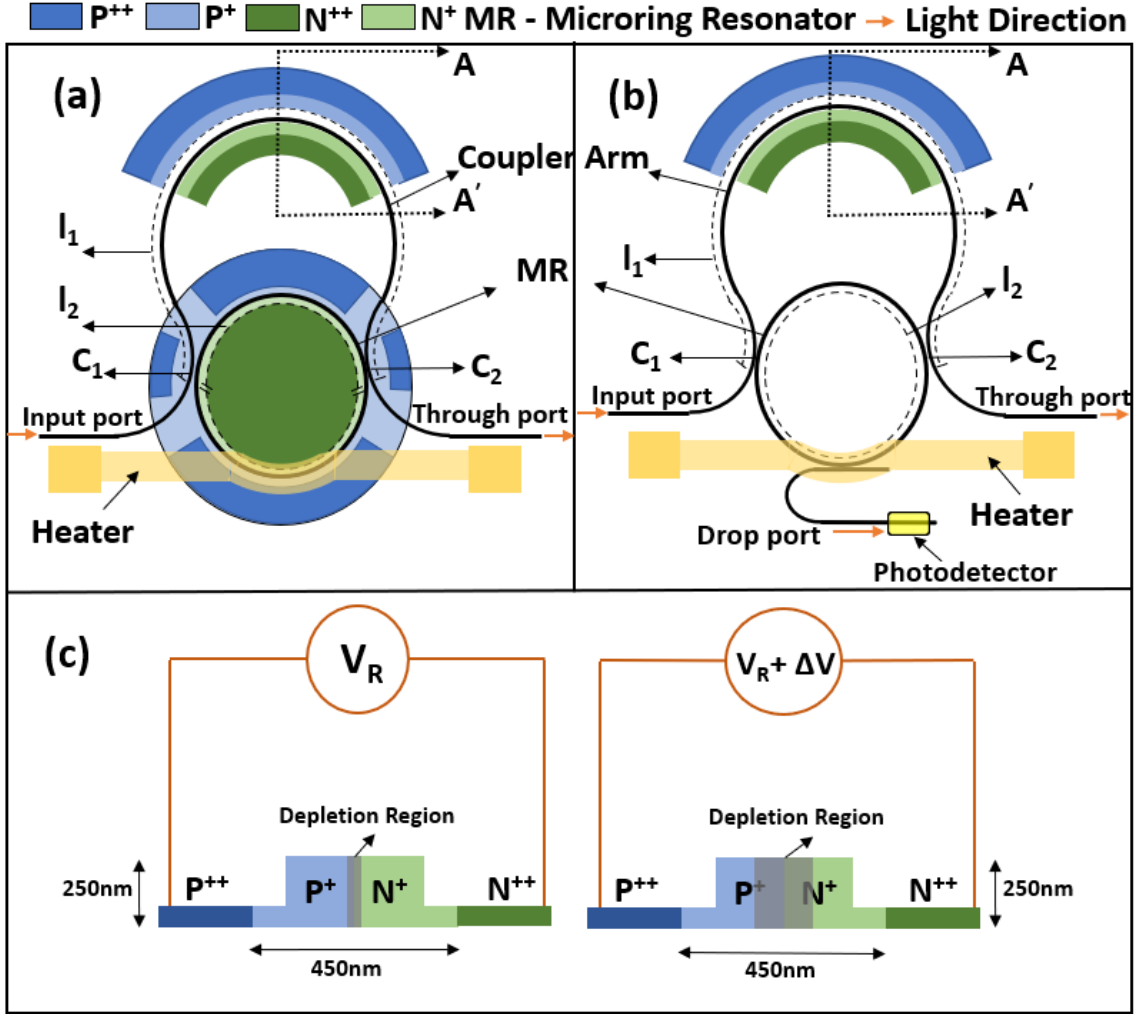 P++ P+ N++ N+ MR - Microring Resonator Light Direction
(a)
A
Coupler
A′
l1
MR
l2
C1
C2
Input port
Through port
Heater
(b)
A
Arm
A′
l1
l2
C1
C2
Input port
Through port
Heater
Drop port
Photodetector
(c)
VR
VR + ΔV
Depletion Region
Depletion Region
250nm
P++
P+
N+
N++
P++
P+
N+
N++
250nm
450nm
450nm